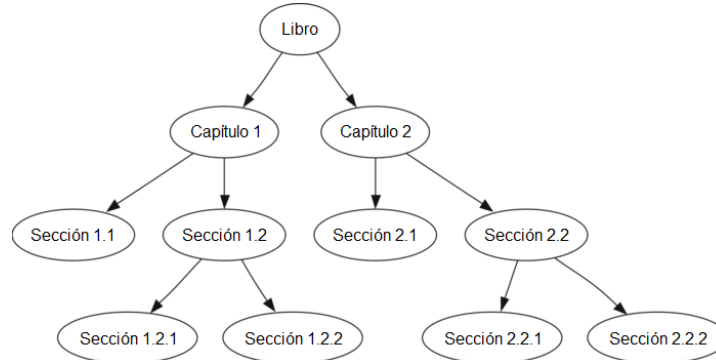 Libro
Capítulo 1
Capítulo 2
Sección 1.1
Sección 1.2
Sección 2.1
Sección 2.2
Sección 1.2.1
Sección 1.2.2
Sección 2.2.1
Sección 2.2.2